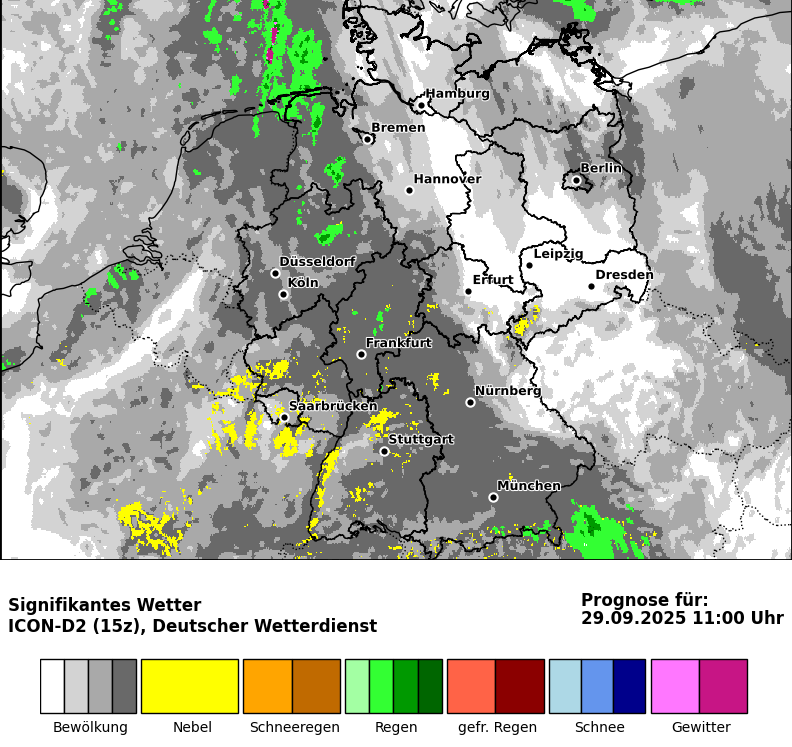 Hamburg
Bremen
Hannover
Berlin
Leipzig
Düsseldorf
Dresden
Köln
Erfurt
Frankfurt
Nürnberg
Saarbrücken
Stuttgart
München
Signifikantes Wetter
ICON-D2 (15z), Deutscher Wetterdienst
Prognose für:
29.09.2025 11:00 Uhr
Bewölkung Nebel Schneeregen Regen gefr. Regen Schnee Gewitter